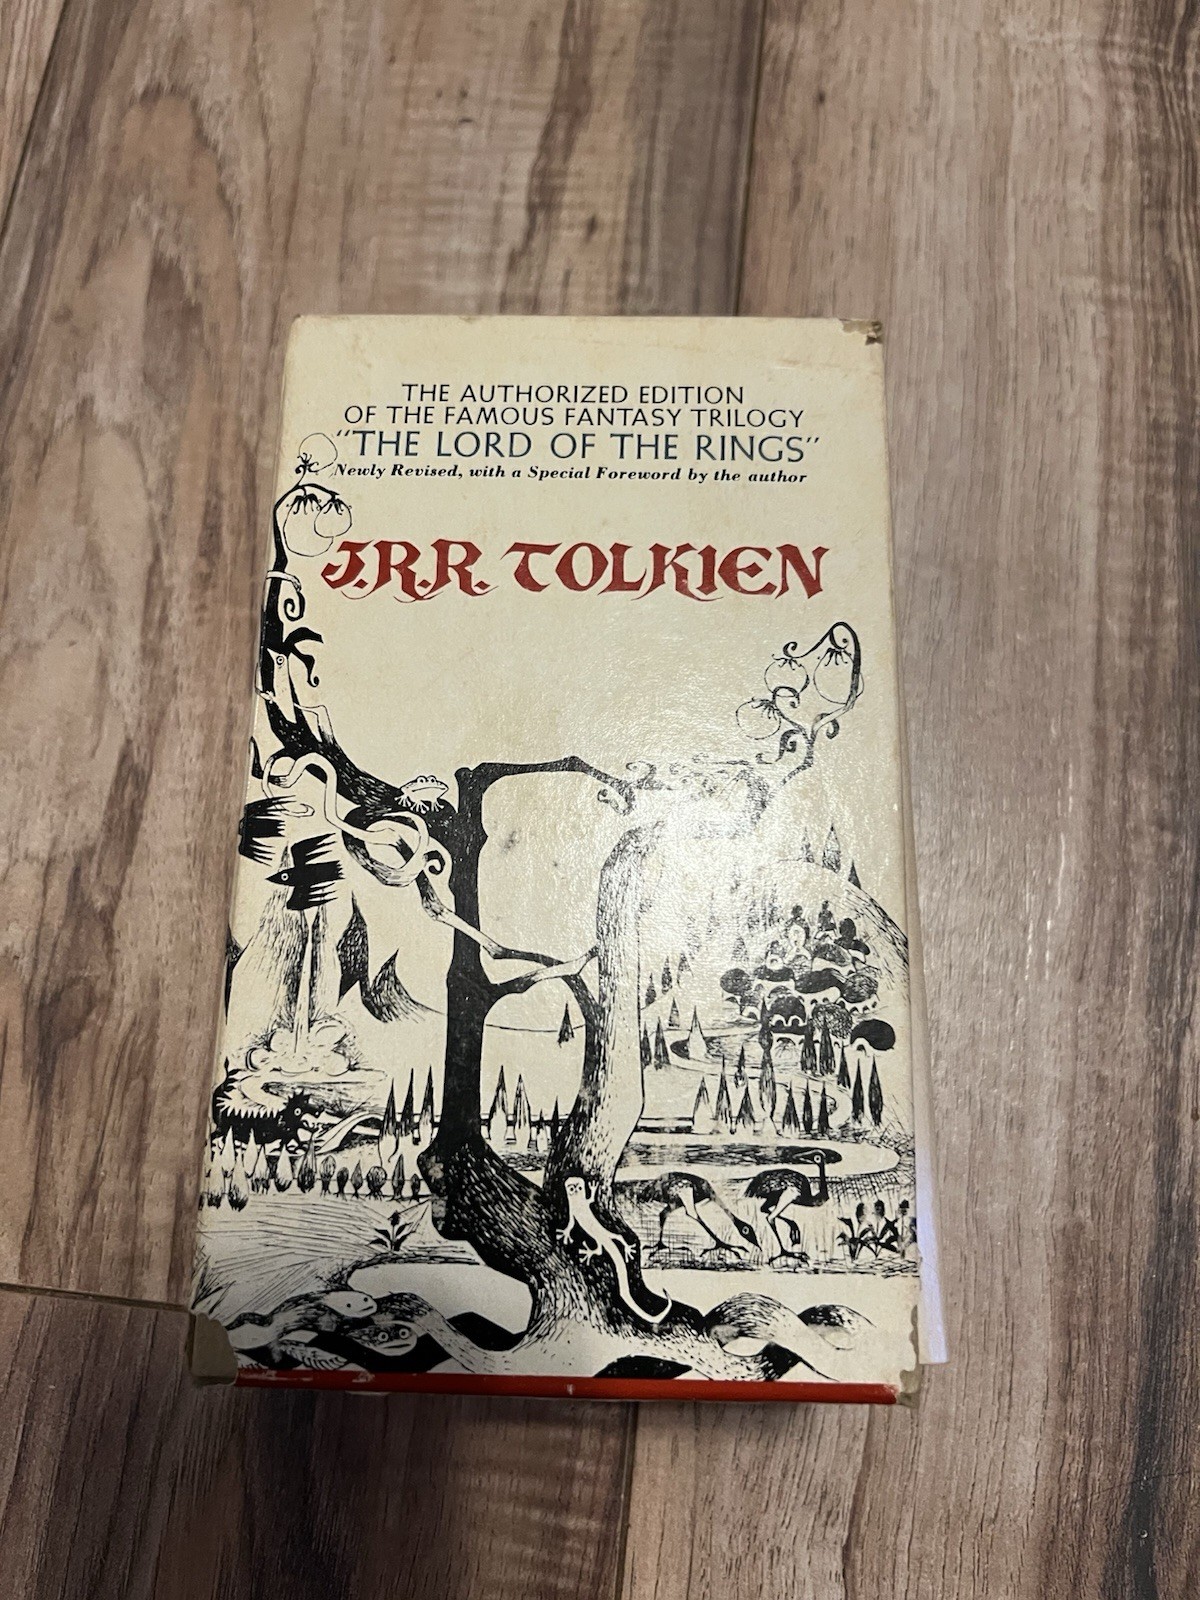 THE AUTHORIZED EDITION
OF THE FAMOUS FANTASY TRILOGY
"THE LORD OF THE RINGS"
Newly Revised, with a Special Foreword by the author
J.R.R. TOLKIEN